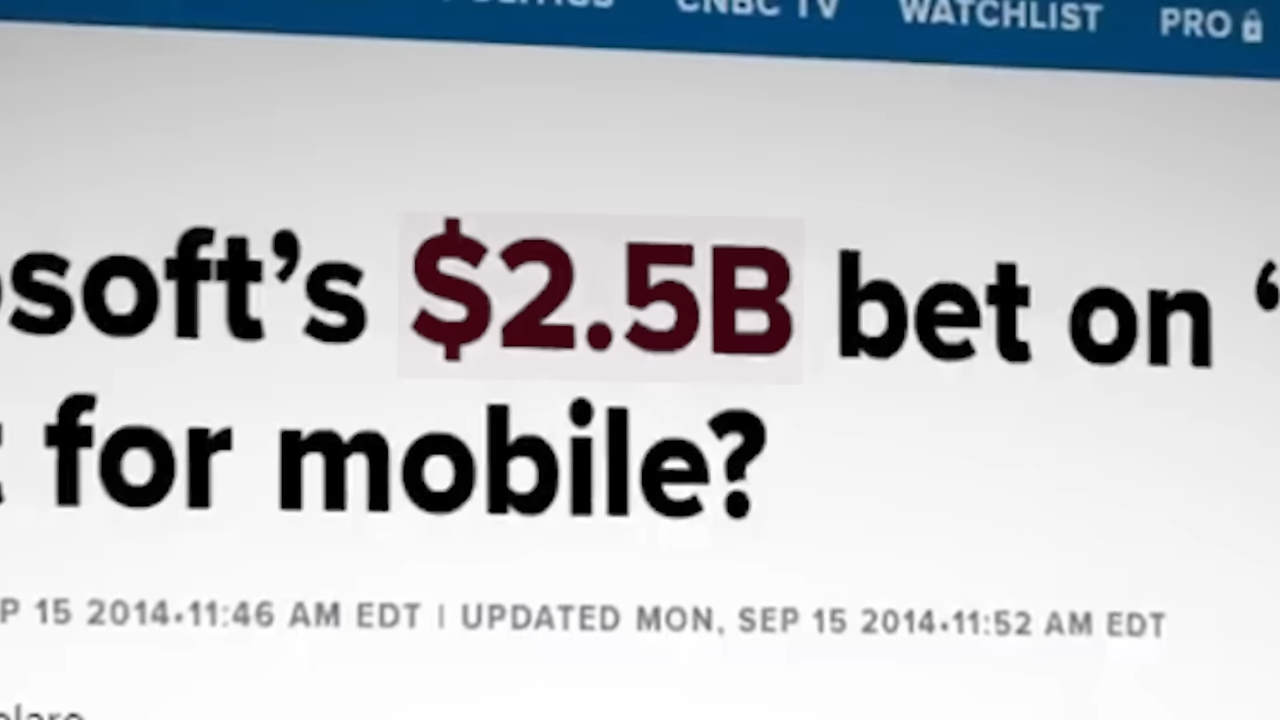 CNBC TV WATCHLIST PRO
$2.5B bet on ‘
for mobile?
15 2014•11:46 AM EDT | UPDATED MON, SEP 15 2014•11:52 AM EDT